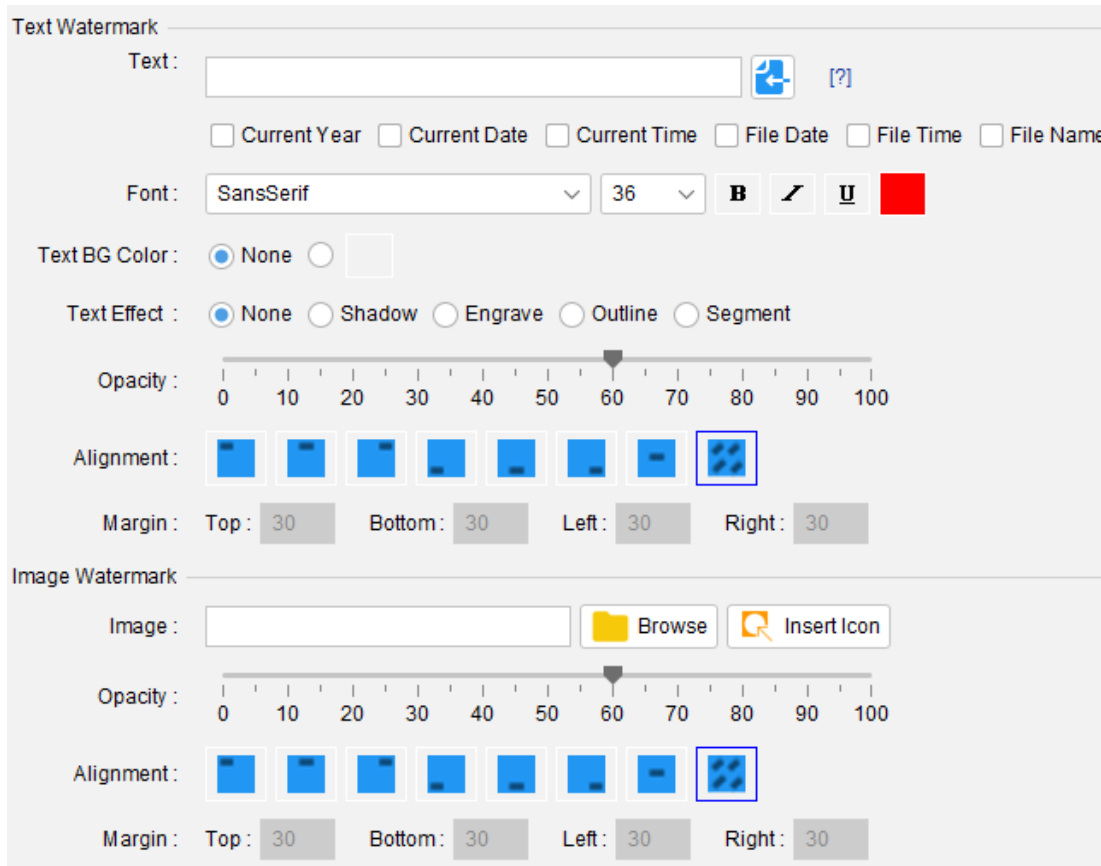 Text Watermark
Text :
[?]
Current Year Current Date Current Time File Date File Time File Name
Font : SansSerif 36 B I U
Text BG Color : None
Text Effect : None Shadow Engrave Outline Segment
Opacity :
0 10 20 30 40 50 60 70 80 90 100
Alignment :
Margin : Top : 30 Bottom : 30 Left : 30 Right : 30
Image Watermark
Image : Browse Insert Icon
Opacity :
0 10 20 30 40 50 60 70 80 90 100
Alignment :
Margin : Top : 30 Bottom : 30 Left : 30 Right : 30